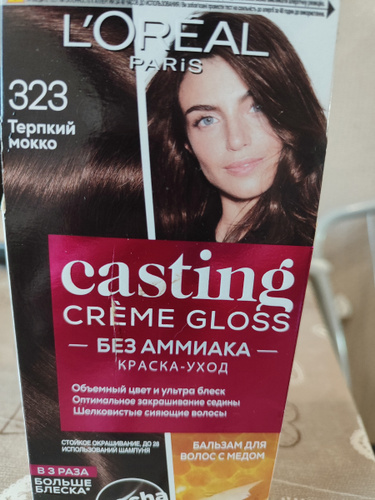 L'ORÉAL
PARIS
323
Терпкий
мокко
casting
CRÈME GLOSS
БЕЗ АММИАКА
КРАСКА-УХОД
Объемный цвет и ультра блеск
Оптимальное закрашивание седины
Шелковистые сияющие волосы
СТОЙКОЕ ОКРАШИВАНИЕ, ДО 28
ИСПОЛЬЗОВАНИЙ ШАМПУНЯ
В 3 РАЗА
БОЛЬШЕ
БЛЕСКА*
БАЛЬЗАМ ДЛЯ
ВОЛОС С МЕДОМ